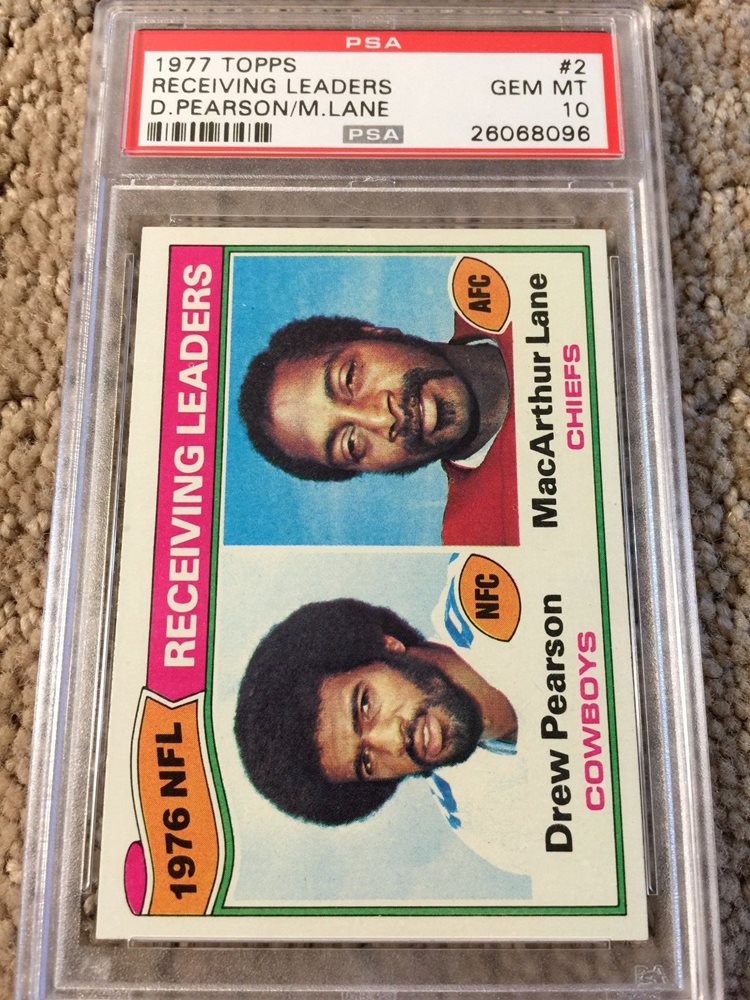 PSA
1977 TOPPS #2
RECEIVING LEADERS GEM MT
D.PEARSON/M.LANE 10
PSA 26068096
1976 NFL RECEIVING LEADERS
NFC
AFC
Drew Pearson
COWBOYS
MacArthur Lane
CHIEFS